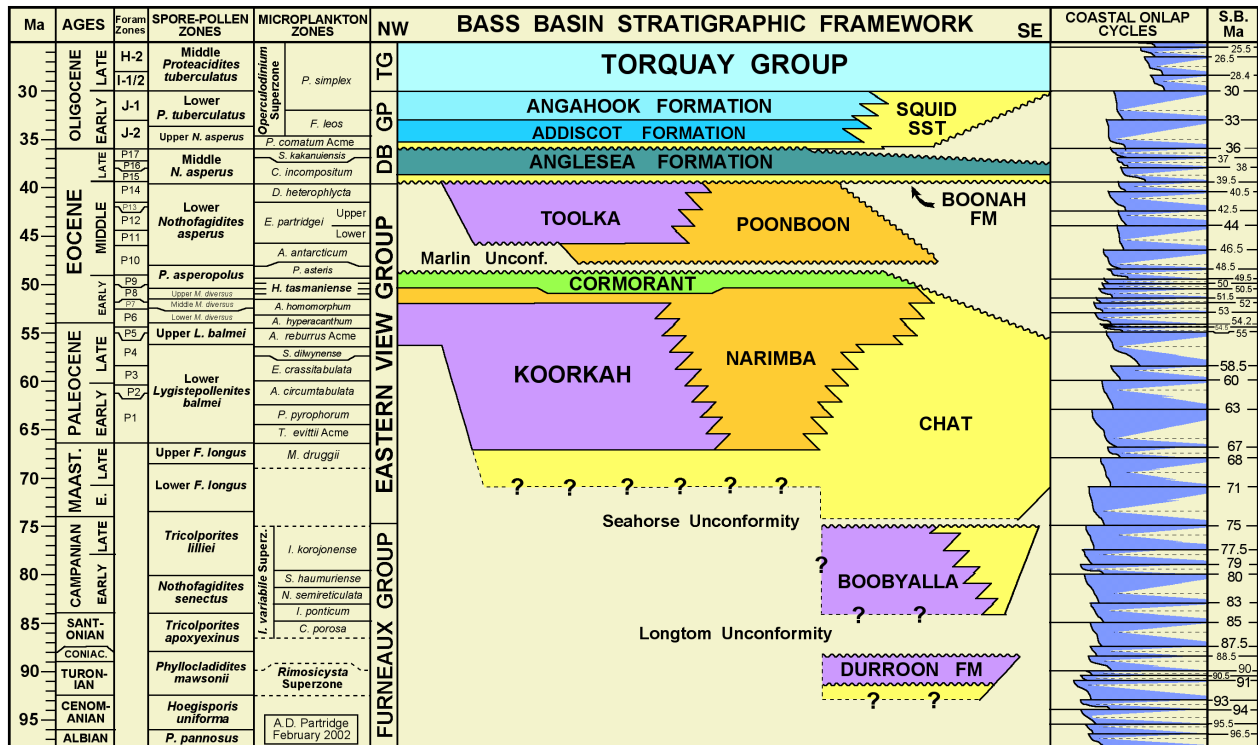 Ma
AGES
Foram
Zones
SPORE-POLLEN
ZONES
MICROPLANKTON
ZONES
NW
BASS BASIN STRATIGRAPHIC FRAMEWORK
SE
COASTAL ONLAP
CYCLES
S.B.
Ma
30
35
40
45
50
55
60
65
70
75
80
85
90
95
OLIGOCENE
LATE
EARLY
EOCENE
LATE
MIDDLE
EARLY
PALEOCENE
LATE
EARLY
MAAST.
LATE
E.
CAMPANIAN
LATE
EARLY
SANT-
ONIAN
CONIAC.
TURON-
IAN
CENOM-
ANIAN
ALBIAN
H-2
I-1/2
J-1
J-2
P17
P16
P15
P14
P13
P12
P11
P10
P9
P8
P7
P6
P5
P4
P3
P2
P1
Middle
Proteacidites
tuberculatus
Lower
P. tuberculatus
Upper N. asperus
Middle
N. asperus
Lower
Nothofagidites
asperus
P. asperopolus
Upper M. diversus
Middle M. diversus
Lower M. diversus
Upper L. balmei
Lower
Lygistepollenites
balmei
Upper F. longus
Lower F. longus
Tricolporites
lilliei
Nothofagidites
senectus
Tricolporites
apoxyexinus
Phyllocladidites
mawsonii
Hoegisporis
uniforma
P. pannosus
Operculodinium
Superzone
P. simplex
F. leos
P. comatum Acme
S. kakanuiensis
C. incompositum
D. heterophlycta
E. partridgei
Upper
Lower
A. antarcticum
P. asteris
H. tasmaniense
A. homomorphum
A. hyperacanthum
A. reburrus Acme
S. dilwynense
E. crassitabulata
A. circumtabulata
P. pyrophorum
T. evittii Acme
M. druggii
I. variabile Superz.
I. korojonense
S. haumuriense
N. semireticulata
I. ponticum
C. porosa
Rimosicysta
Superzone
A.D. Partridge
February 2002
TG
GP
DB
EASTERN VIEW GROUP
FURNEAUX GROUP
TORQUAY GROUP
ANGAHOOK FORMATION
ADDISCOT FORMATION
SQUID
SST
ANGLESEA FORMATION
BOONAH
FM
TOOLKA
POONBOON
Marlin Unconf.
CORMORANT
KOORKAH
NARIMBA
CHAT
? ? ? ? ? ?
Seahorse Unconformity
?
BOOBYALLA
? ?
Longtom Unconformity
DURROON FM
? ?
25.5
26.5
28.4
30
33
36
37
38
39.5
40.5
42.5
44
46.5
48.5
49.5
50
50.5
51.5
52
53
54.2
54.5
55
58.5
60
63
67
68
71
75
77.5
79
80
83
85
87.5
88.5
90
90.5
91
93
94
95.5
96.5